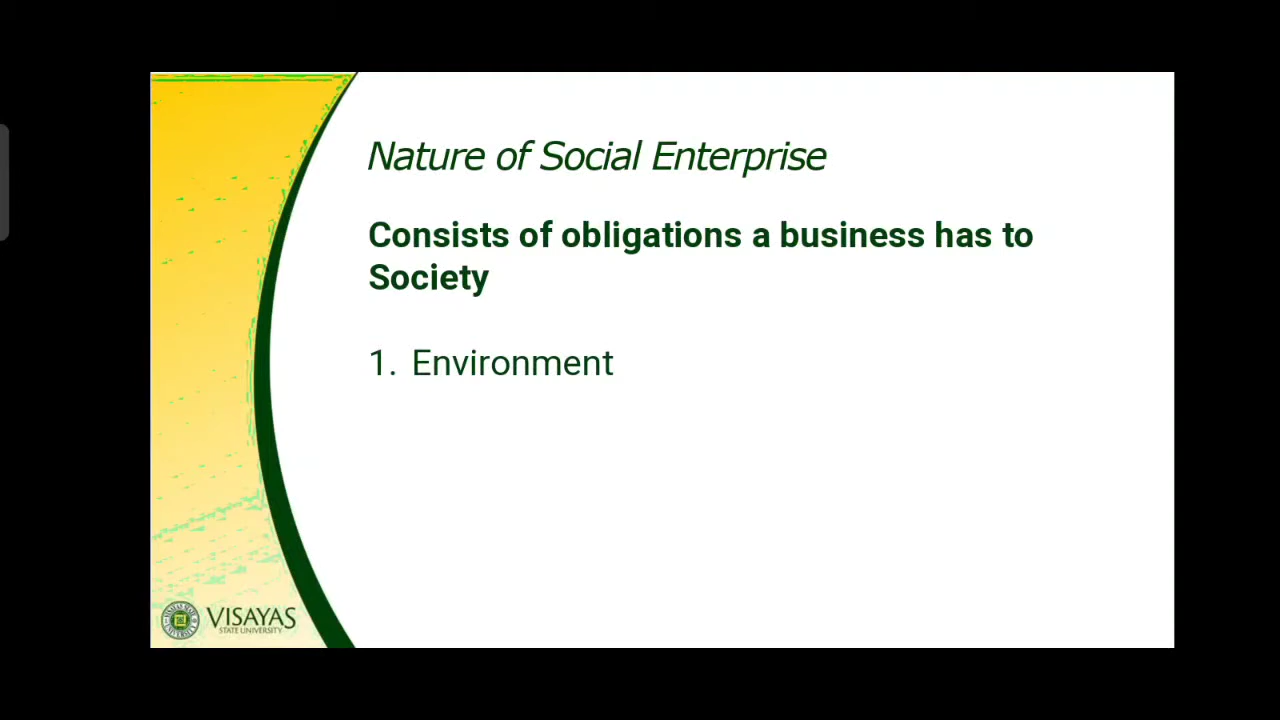 Nature of Social Enterprise
Consists of obligations a business has to
Society
1. Environment
VISAYAS
STATE UNIVERSITY